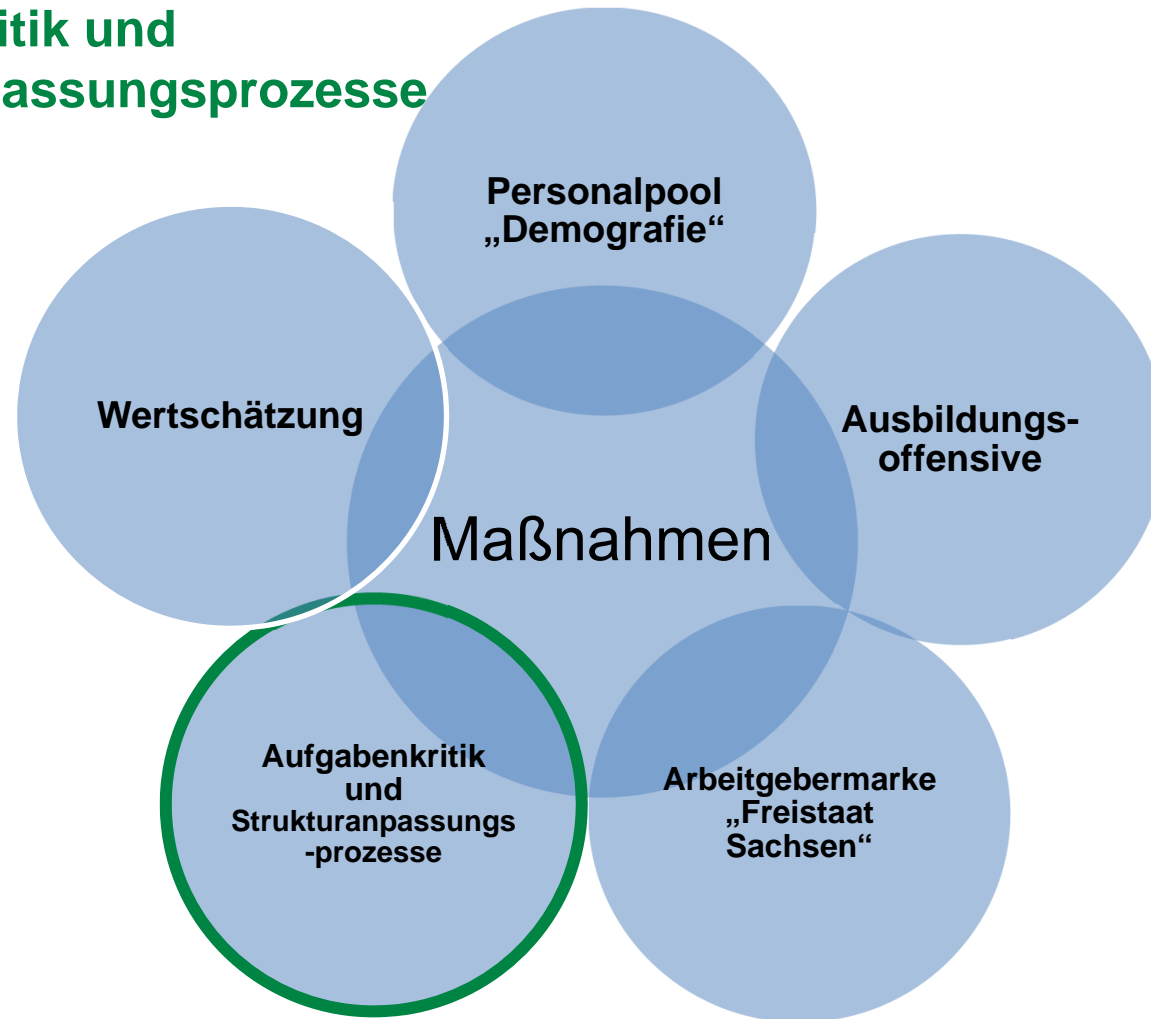 itik und
assungsprozesse
Personalpool
„Demografie“
Wertschätzung
Ausbildungs-
offensive
Maßnahmen
Aufgabenkritik
und
Strukturanpassungs
-prozesse
Arbeitgebermarke
„Freistaat
Sachsen“